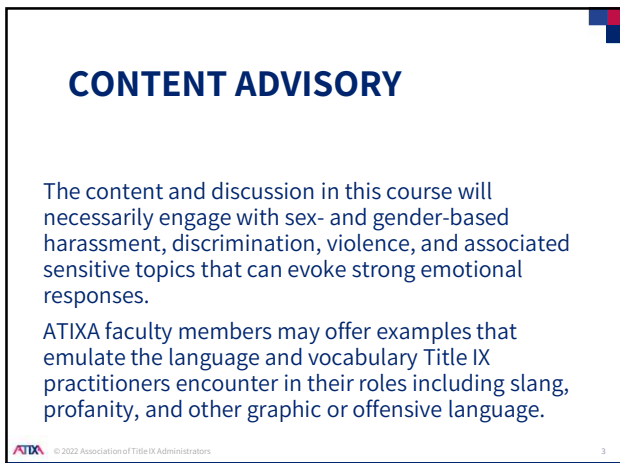 CONTENT ADVISORY
The content and discussion in this course will
necessarily engage with sex- and gender-based
harassment, discrimination, violence, and associated
sensitive topics that can evoke strong emotional
responses.
ATIXA faculty members may offer examples that
emulate the language and vocabulary Title IX
practitioners encounter in their roles including slang,
profanity, and other graphic or offensive language.
ATIXA © 2022 Association of Title IX Administrators 3